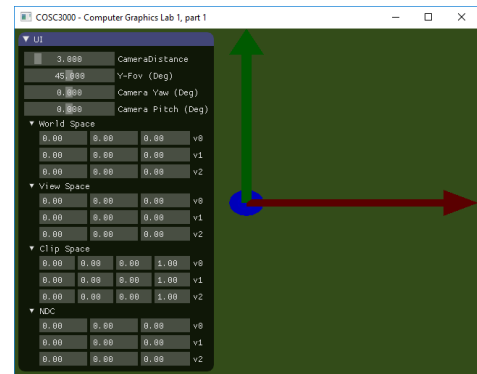 COSC3000 - Computer Graphics Lab 1, part 1
▼ UI
3.000 CameraDistance
45.000 Y-Fov (Deg)
0.000 Camera Yaw (Deg)
0.000 Camera Pitch (Deg)
▼ World Space
0.00 0.00 0.00 v0
0.00 0.00 0.00 v1
0.00 0.00 0.00 v2
▼ View Space
0.00 0.00 0.00 v0
0.00 0.00 0.00 v1
0.00 0.00 0.00 v2
▼ Clip Space
0.00 0.00 0.00 1.00 v0
0.00 0.00 0.00 1.00 v1
0.00 0.00 0.00 1.00 v2
▼ NDC
0.00 0.00 0.00 v0
0.00 0.00 0.00 v1
0.00 0.00 0.00 v2